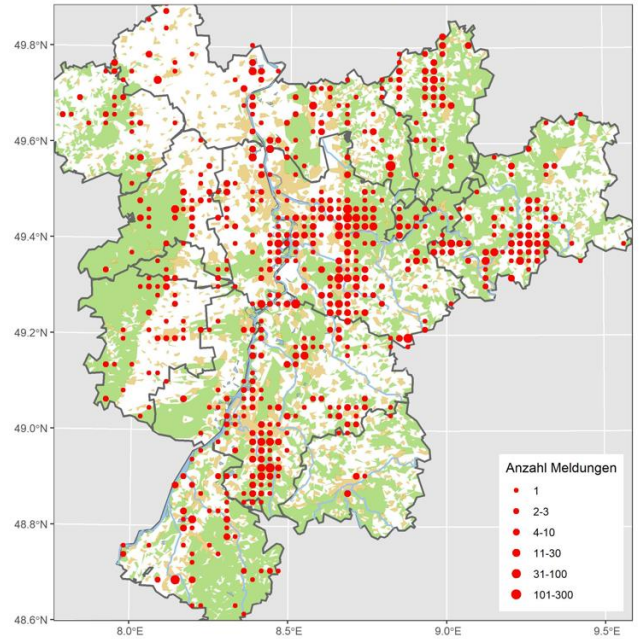 49.8°N
49.6°N
49.4°N
49.2°N
49.0°N
48.8°N
48.6°N
8.0°E
8.5°E
9.0°E
9.5°E
Anzahl Meldungen
1
2-3
4-10
11-30
31-100
101-300